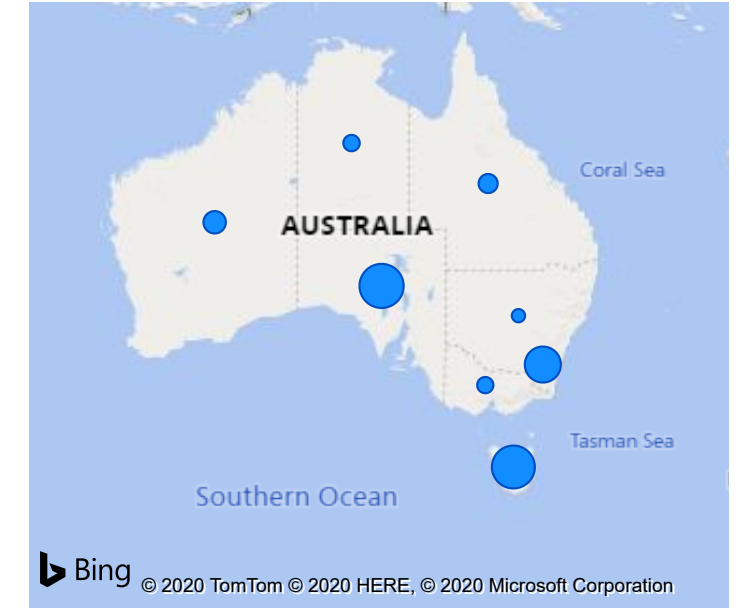 Coral Sea
AUSTRALIA
Tasman Sea
Southern Ocean
Bing
© 2020 TomTom © 2020 HERE, © 2020 Microsoft Corporation